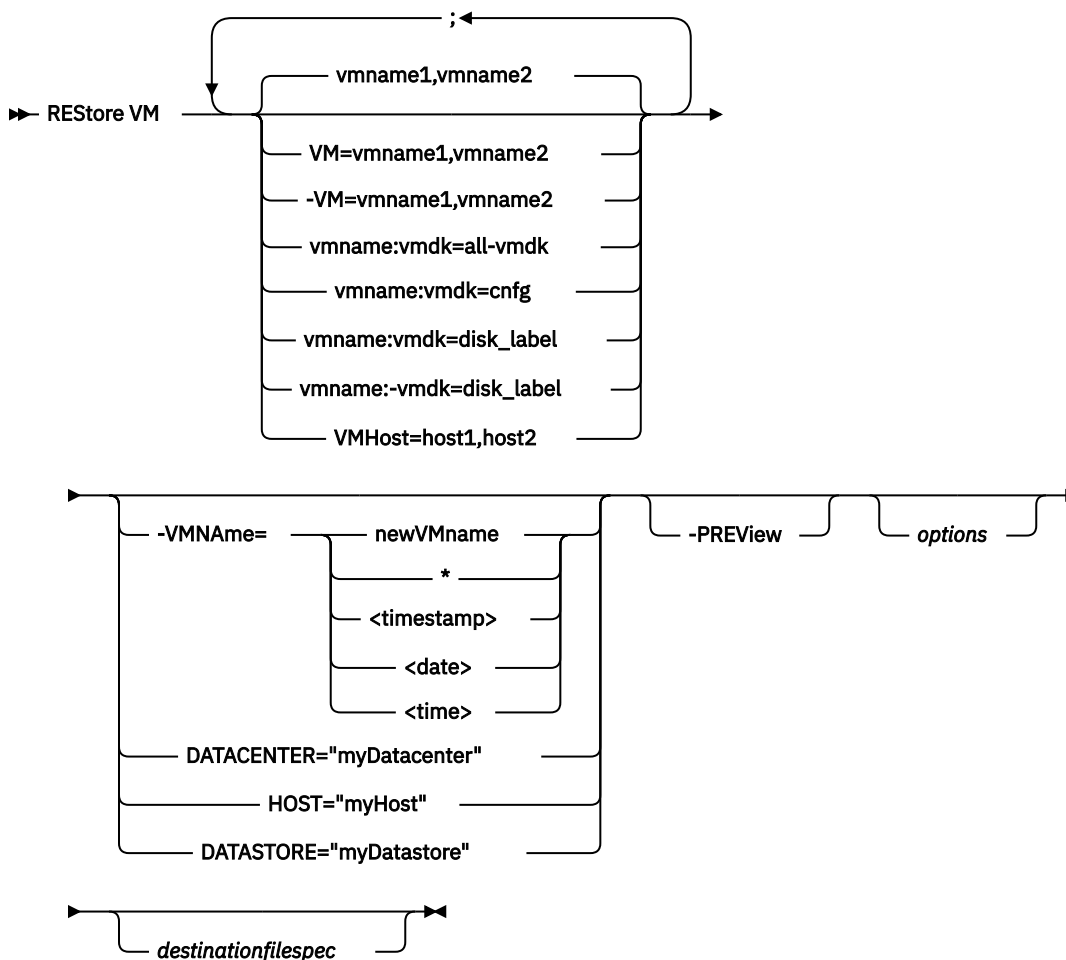 ;
vmname1,vmname2
REStore VM
VM=vmname1,vmname2
-VM=vmname1,vmname2
vmname:vmdk=all-vmdk
vmname:vmdk=cnfg
vmname:vmdk=disk_label
vmname:-vmdk=disk_label
VMHost=host1,host2
-VMNAme= newVMname -PREView options
*
<timestamp>
<date>
<time>
DATACENTER="myDatacenter"
HOST="myHost"
DATASTORE="myDatastore"
destinationfilespec